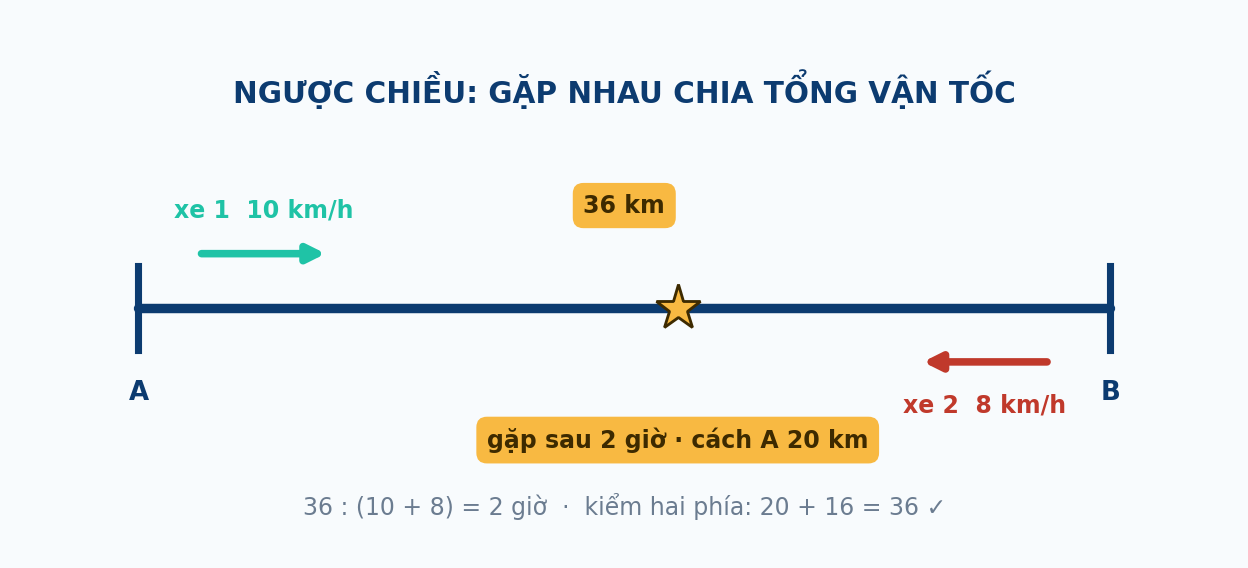 NGƯỢC CHIỀU: GẶP NHAU CHIA TỔNG VẬN TỐC
36 km
xe 1  10 km/h
A
B
xe 2  8 km/h
gặp sau 2 giờ · cách A 20 km
36 : (10 + 8) = 2 giờ  ·  kiểm hai phía: 20 + 16 = 36 ✓